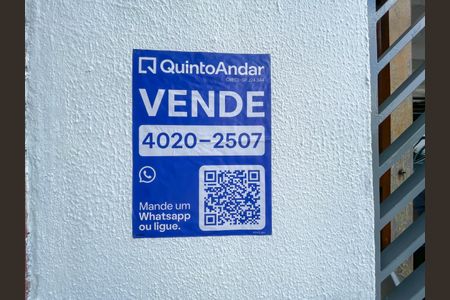 QuintoAndar
VENDE
4020-2507
Mande um
Whatsapp
ou ligue.